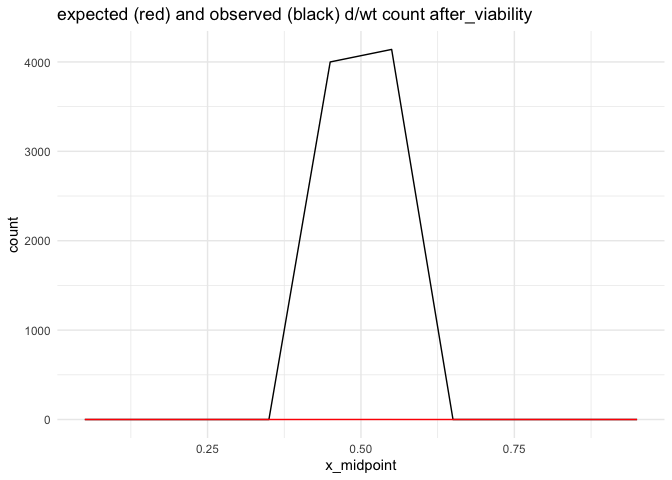 expected (red) and observed (black) d/wt count after_viability
4000
3000
2000
1000
0
count
0.25 0.50 0.75
x_midpoint